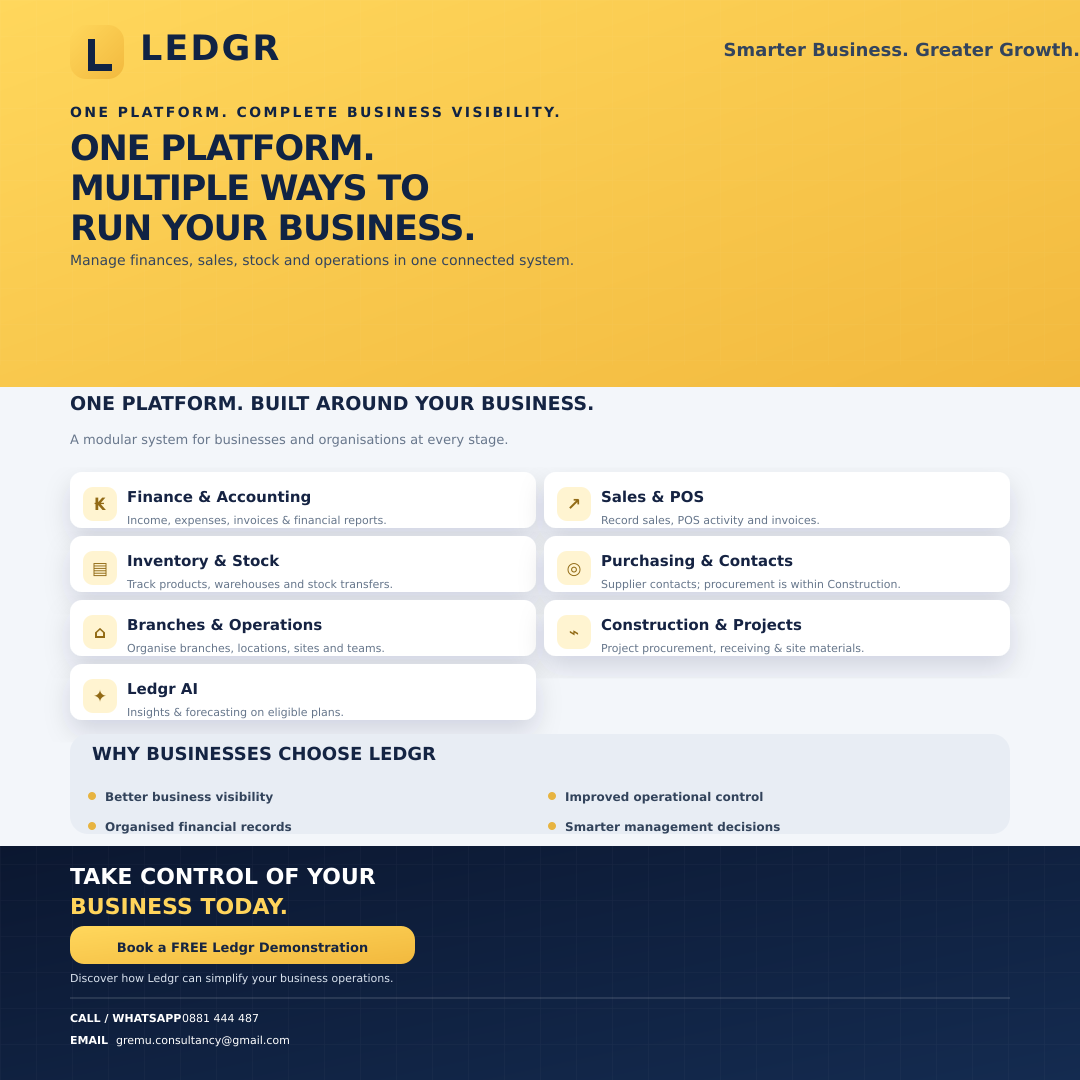 LEDGR
Smarter Business. Greater Growth.
ONE PLATFORM. COMPLETE BUSINESS VISIBILITY.
ONE PLATFORM.
MULTIPLE WAYS TO
RUN YOUR BUSINESS.
Manage finances, sales, stock and operations in one connected system.
ONE PLATFORM. BUILT AROUND YOUR BUSINESS.
A modular system for businesses and organisations at every stage.
Finance & Accounting
Income, expenses, invoices & financial reports.
Sales & POS
Record sales, POS activity and invoices.
Inventory & Stock
Track products, warehouses and stock transfers.
Purchasing & Contacts
Supplier contacts; procurement is within Construction.
Branches & Operations
Organise branches, locations, sites and teams.
Construction & Projects
Project procurement, receiving & site materials.
Ledgr AI
Insights & forecasting on eligible plans.
WHY BUSINESSES CHOOSE LEDGR
Better business visibility
Improved operational control
Organised financial records
Smarter management decisions
TAKE CONTROL OF YOUR
BUSINESS TODAY.
Book a FREE Ledgr Demonstration
Discover how Ledgr can simplify your business operations.
CALL / WHATSAPP 0881 444 487
EMAIL gremu.consultancy@gmail.com